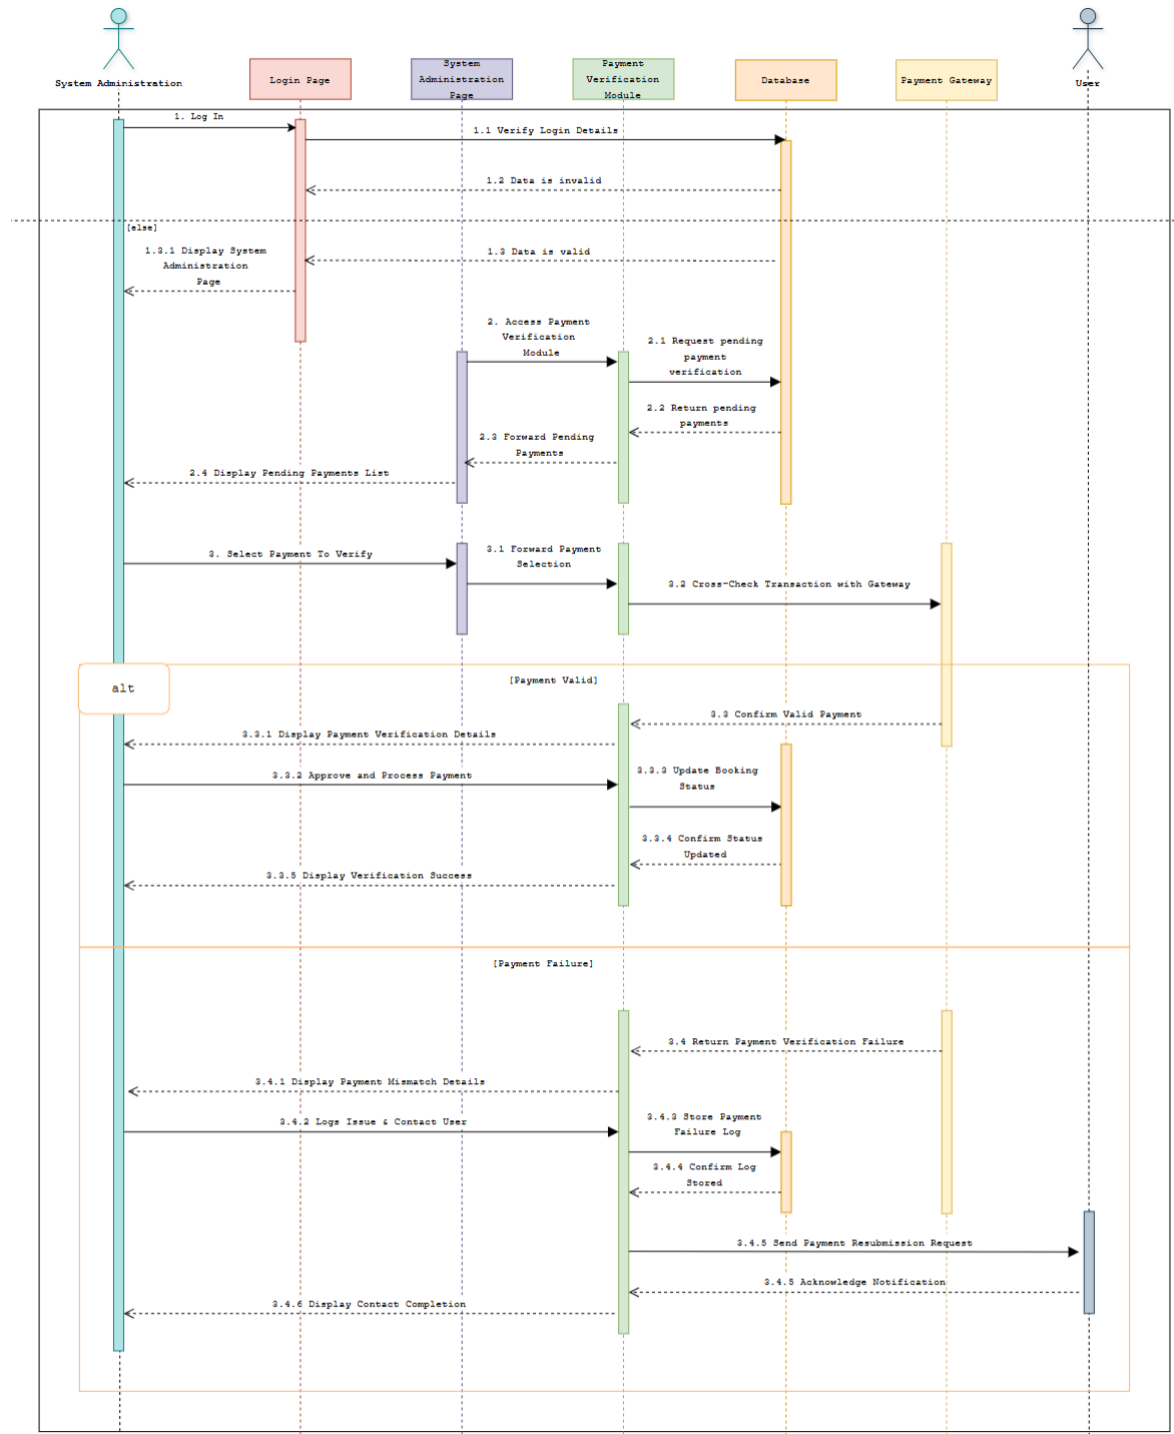 System Administration
Login Page
System
Administration
Page
Payment
Verification
Module
Database
Payment Gateway
User
1. Log In
1.1 Verify Login Details
1.2 Data is invalid
[else]
1.3.1 Display System
Administration
Page
1.3 Data is valid
2. Access Payment
Verification
Module
2.1 Request pending
payment
verification
2.2 Return pending
payments
2.3 Forward Pending
Payments
2.4 Display Pending Payments List
3. Select Payment To Verify
3.1 Forward Payment
Selection
3.2 Cross-Check Transaction with Gateway
alt
[Payment Valid]
3.3 Confirm Valid Payment
3.3.1 Display Payment Verification Details
3.3.2 Approve and Process Payment
3.3.3 Update Booking
Status
3.3.4 Confirm Status
Updated
3.3.5 Display Verification Success
[Payment Failure]
3.4 Return Payment Verification Failure
3.4.1 Display Payment Mismatch Details
3.4.2 Logs Issue & Contact User
3.4.3 Store Payment
Failure Log
3.4.4 Confirm Log
Stored
3.4.5 Send Payment Resubmission Request
3.4.5 Acknowledge Notification
3.4.6 Display Contact Completion